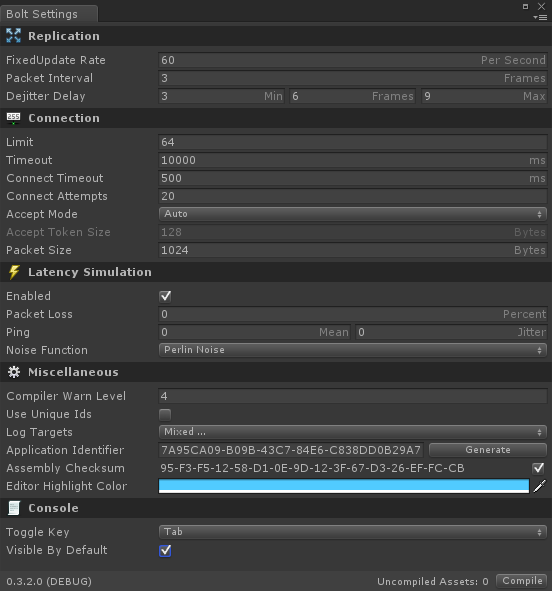 Bolt Settings
Replication
FixedUpdate Rate 60 Per Second
Packet Interval 3 Frames
Dejitter Delay 3 Min 6 Frames 9 Max
255
Connection
Limit 64
Timeout 10000 ms
Connect Timeout 500 ms
Connect Attempts 20
Accept Mode Auto
Accept Token Size 128 Bytes
Packet Size 1024 Bytes
Latency Simulation
Enabled
Packet Loss 0 Percent
Ping 0 Mean 0 Jitter
Noise Function Perlin Noise
Miscellaneous
Compiler Warn Level 4
Use Unique Ids
Log Targets Mixed ...
Application Identifier 7A95CA09-B09B-43C7-84E6-C838DD0B29A7 Generate
Assembly Checksum 95-F3-F5-12-58-D1-0E-9D-12-3F-67-D3-26-EF-FC-CB
Editor Highlight Color
Console
Toggle Key Tab
Visible By Default
0.3.2.0 (DEBUG) Uncompiled Assets: 0 Compile